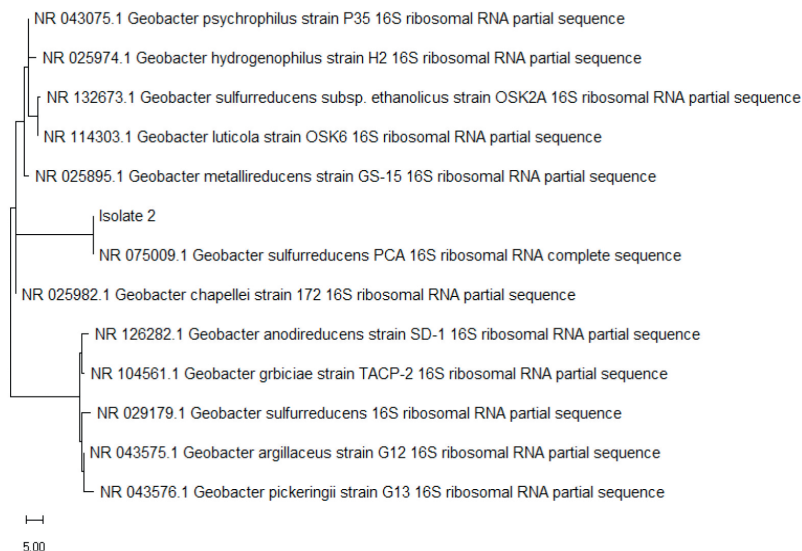 NR 043075.1 Geobacter psychrophilus strain P35 16S ribosomal RNA partial sequence
NR 025974.1 Geobacter hydrogenophilus strain H2 16S ribosomal RNA partial sequence
NR 132673.1 Geobacter sulfurreducens subsp. ethanolicus strain OSK2A 16S ribosomal RNA partial sequence
NR 114303.1 Geobacter luticola strain OSK6 16S ribosomal RNA partial sequence
NR 025895.1 Geobacter metallireducens strain GS-15 16S ribosomal RNA partial sequence
Isolate 2
NR 075009.1 Geobacter sulfurreducens PCA 16S ribosomal RNA complete sequence
NR 025982.1 Geobacter chapellei strain 172 16S ribosomal RNA partial sequence
NR 126282.1 Geobacter anodireducens strain SD-1 16S ribosomal RNA partial sequence
NR 104561.1 Geobacter grbiciae strain TACP-2 16S ribosomal RNA partial sequence
NR 029179.1 Geobacter sulfurreducens 16S ribosomal RNA partial sequence
NR 043575.1 Geobacter argillaceus strain G12 16S ribosomal RNA partial sequence
NR 043576.1 Geobacter pickeringii strain G13 16S ribosomal RNA partial sequence
5.00